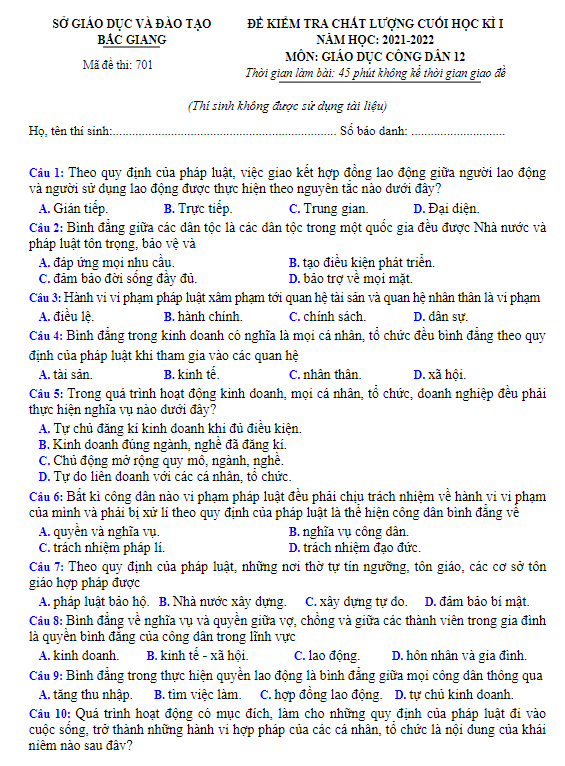 SỞ GIÁO DỤC VÀ ĐÀO TẠO
BẮC GIANG
Mã đề thi: 701
ĐỀ KIỂM TRA CHẤT LƯỢNG CUỐI HỌC KÌ I
NĂM HỌC: 2021-2022
MÔN: GIÁO DỤC CÔNG DÂN 12
Thời gian làm bài: 45 phút không kể thời gian giao đề
(Thí sinh không được sử dụng tài liệu)
Họ, tên thí sinh:..................................................................... Số báo danh: .............................
Câu 1: Theo quy định của pháp luật, việc giao kết hợp đồng lao động giữa người lao động
và người sử dụng lao động được thực hiện theo nguyên tắc nào dưới đây?
A. Gián tiếp. B. Trực tiếp. C. Trung gian. D. Đại diện.
Câu 2: Bình đẳng giữa các dân tộc là các dân tộc trong một quốc gia đều được Nhà nước và
pháp luật tôn trọng, bảo vệ và
A. đáp ứng mọi nhu cầu. B. tạo điều kiện phát triển.
C. đảm bảo đời sống đầy đủ. D. bảo trợ về mọi mặt.
Câu 3: Hành vi vi phạm pháp luật xâm phạm tới quan hệ tài sản và quan hệ nhân thân là vi phạm
A. điều lệ. B. hành chính. C. chính sách. D. dân sự.
Câu 4: Bình đẳng trong kinh doanh có nghĩa là mọi cá nhân, tổ chức đều bình đẳng theo quy
định của pháp luật khi tham gia vào các quan hệ
A. tài sản. B. kinh tế. C. nhân thân. D. xã hội.
Câu 5: Trong quá trình hoạt động kinh doanh, mọi cá nhân, tổ chức, doanh nghiệp đều phải
thực hiện nghĩa vụ nào dưới đây?
A. Tự chủ đăng kí kinh doanh khi đủ điều kiện.
B. Kinh doanh đúng ngành, nghề đã đăng kí.
C. Chủ động mở rộng quy mô, ngành, nghề.
D. Tự do liên doanh với các cá nhân, tổ chức.
Câu 6: Bất kì công dân nào vi phạm pháp luật đều phải chịu trách nhiệm về hành vi vi phạm
của mình và phải bị xử lí theo quy định của pháp luật là thể hiện công dân bình đẳng về
A. quyền và nghĩa vụ. B. nghĩa vụ công dân.
C. trách nhiệm pháp lí. D. trách nhiệm đạo đức.
Câu 7: Theo quy định của pháp luật, những nơi thờ tự tín ngưỡng, tôn giáo, các cơ sở tôn
giáo hợp pháp được
A. pháp luật bảo hộ. B. Nhà nước xây dựng. C. xây dựng tự do. D. đảm bảo bí mật.
Câu 8: Bình đẳng về nghĩa vụ và quyền giữa vợ, chồng và giữa các thành viên trong gia đình
là quyền bình đẳng của công dân trong lĩnh vực
A. kinh doanh. B. kinh tế - xã hội. C. lao động. D. hôn nhân và gia đình.
Câu 9: Bình đẳng trong thực hiện quyền lao động là bình đẳng giữa mọi công dân thông qua
A. tăng thu nhập. B. tìm việc làm. C. hợp đồng lao động. D. tự chủ kinh doanh.
Câu 10: Quá trình hoạt động có mục đích, làm cho những quy định của pháp luật đi vào
cuộc sống, trở thành những hành vi hợp pháp của các cá nhân, tổ chức là nội dung của khái
niệm nào sau đây?